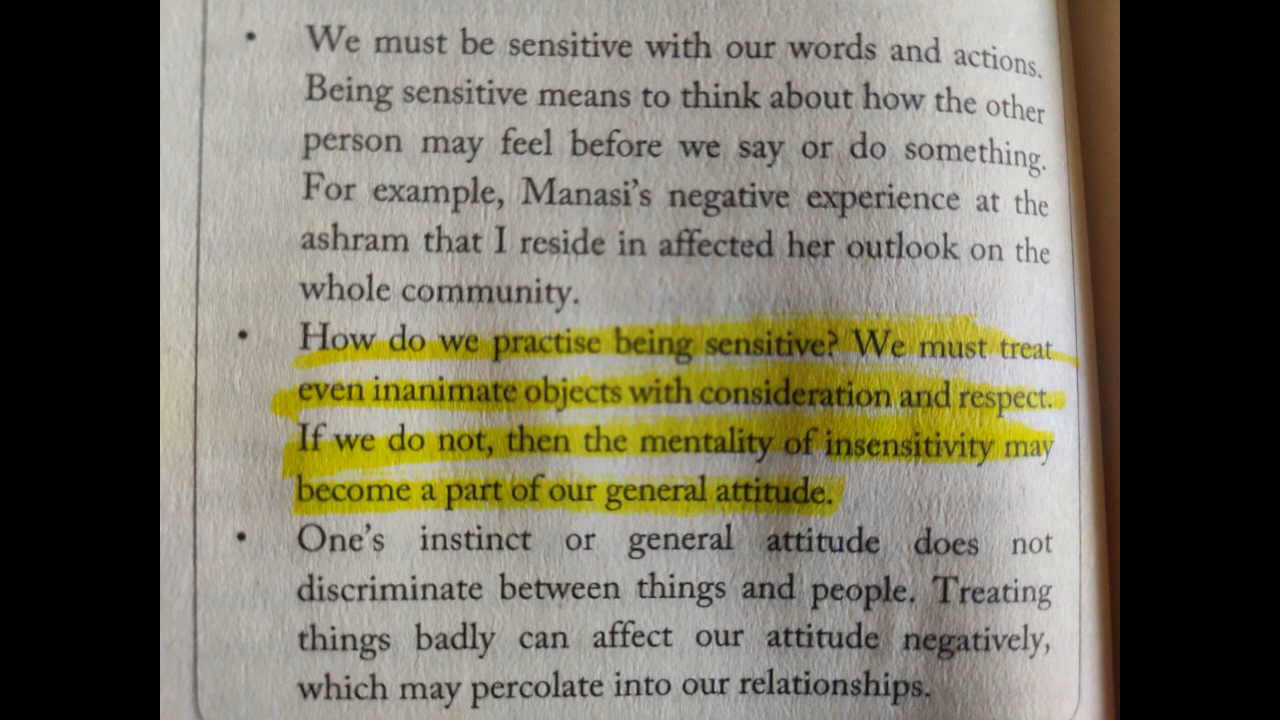 • We must be sensitive with our words and actions.
Being sensitive means to think about how the other
person may feel before we say or do something.
For example, Manasi's negative experience at the
ashram that I reside in affected her outlook on the
whole community.
• How do we practise being sensitive? We must treat
even inanimate objects with consideration and respect.
If we do not, then the mentality of insensitivity may
become a part of our general attitude.
• One's instinct or general attitude does not
discriminate between things and people. Treating
things badly can affect our attitude negatively,
which may percolate into our relationships.